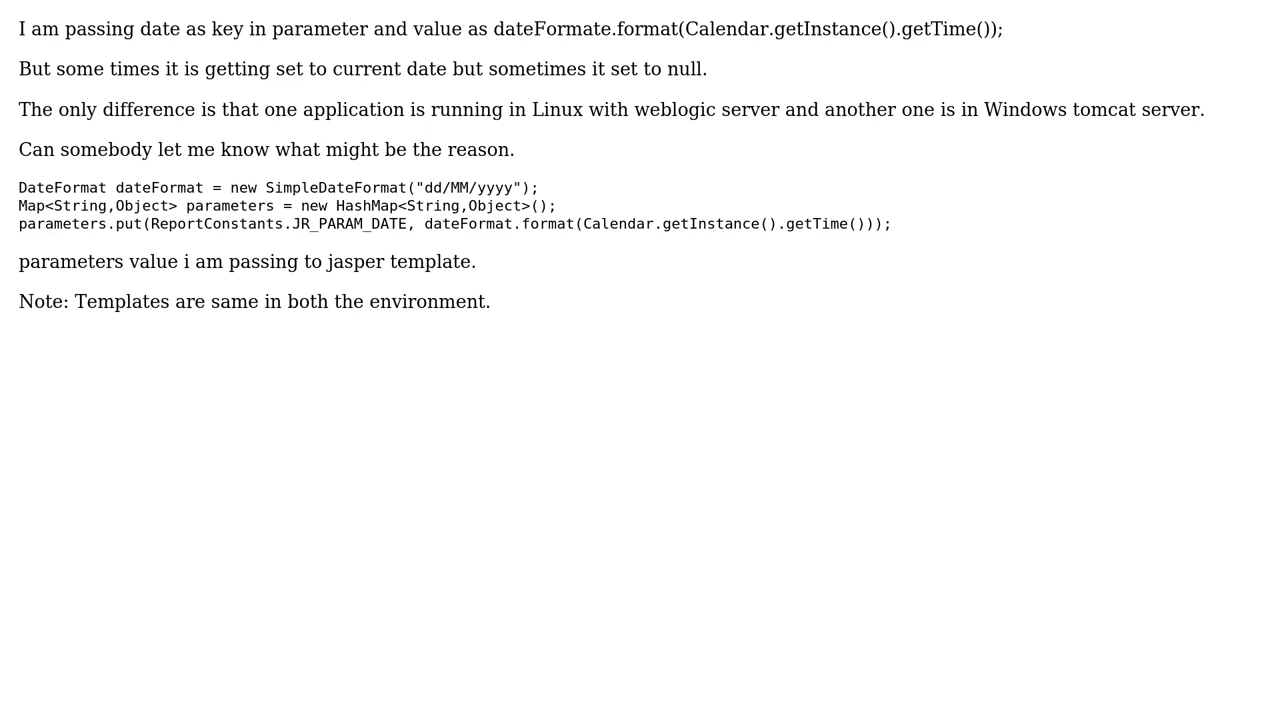 I am passing date as key in parameter and value as dateFormate.format(Calendar.getInstance().getTime());
But some times it is getting set to current date but sometimes it set to null.
The only difference is that one application is running in Linux with weblogic server and another one is in Windows tomcat server.
Can somebody let me know what might be the reason.
DateFormat dateFormat = new SimpleDateFormat("dd/MM/yyyy");
Map<String,Object> parameters = new HashMap<String,Object>();
parameters.put(ReportConstants.JR_PARAM_DATE, dateFormat.format(Calendar.getInstance().getTime()));
parameters value i am passing to jasper template.
Note: Templates are same in both the environment.